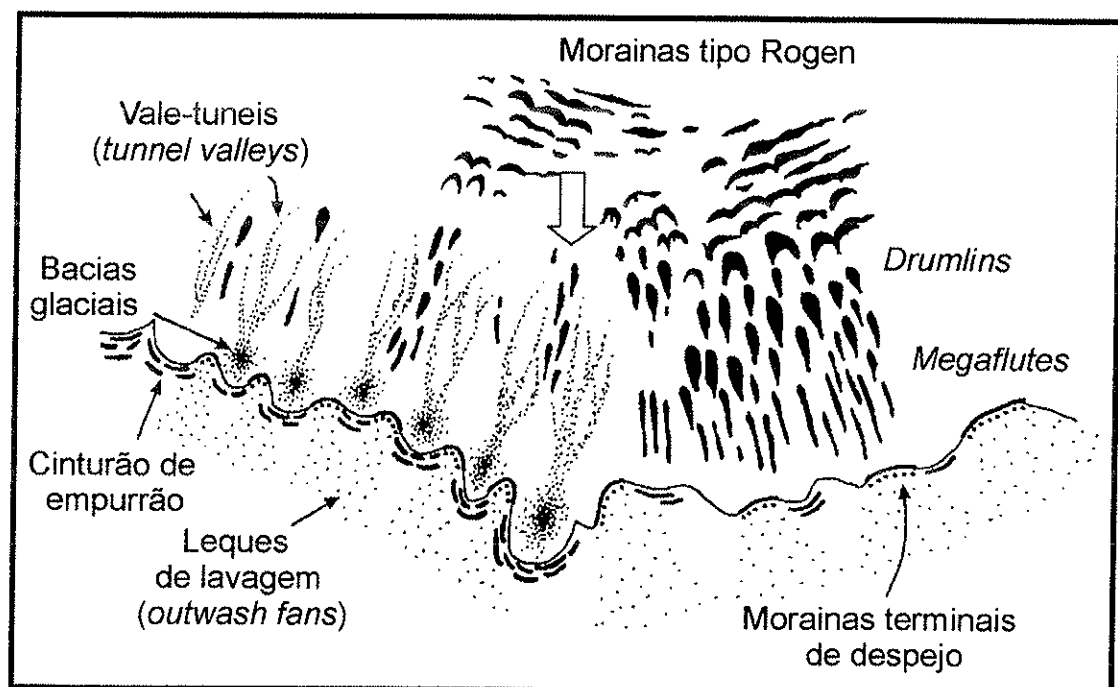 Morainas tipo Rogen
Vale-tuneis
(tunnel valleys)
Bacias
glaciais
Drumlins
Megaflutes
Cinturão de
empurrão
Leques
de lavagem
(outwash fans)
Morainas terminais
de despejo